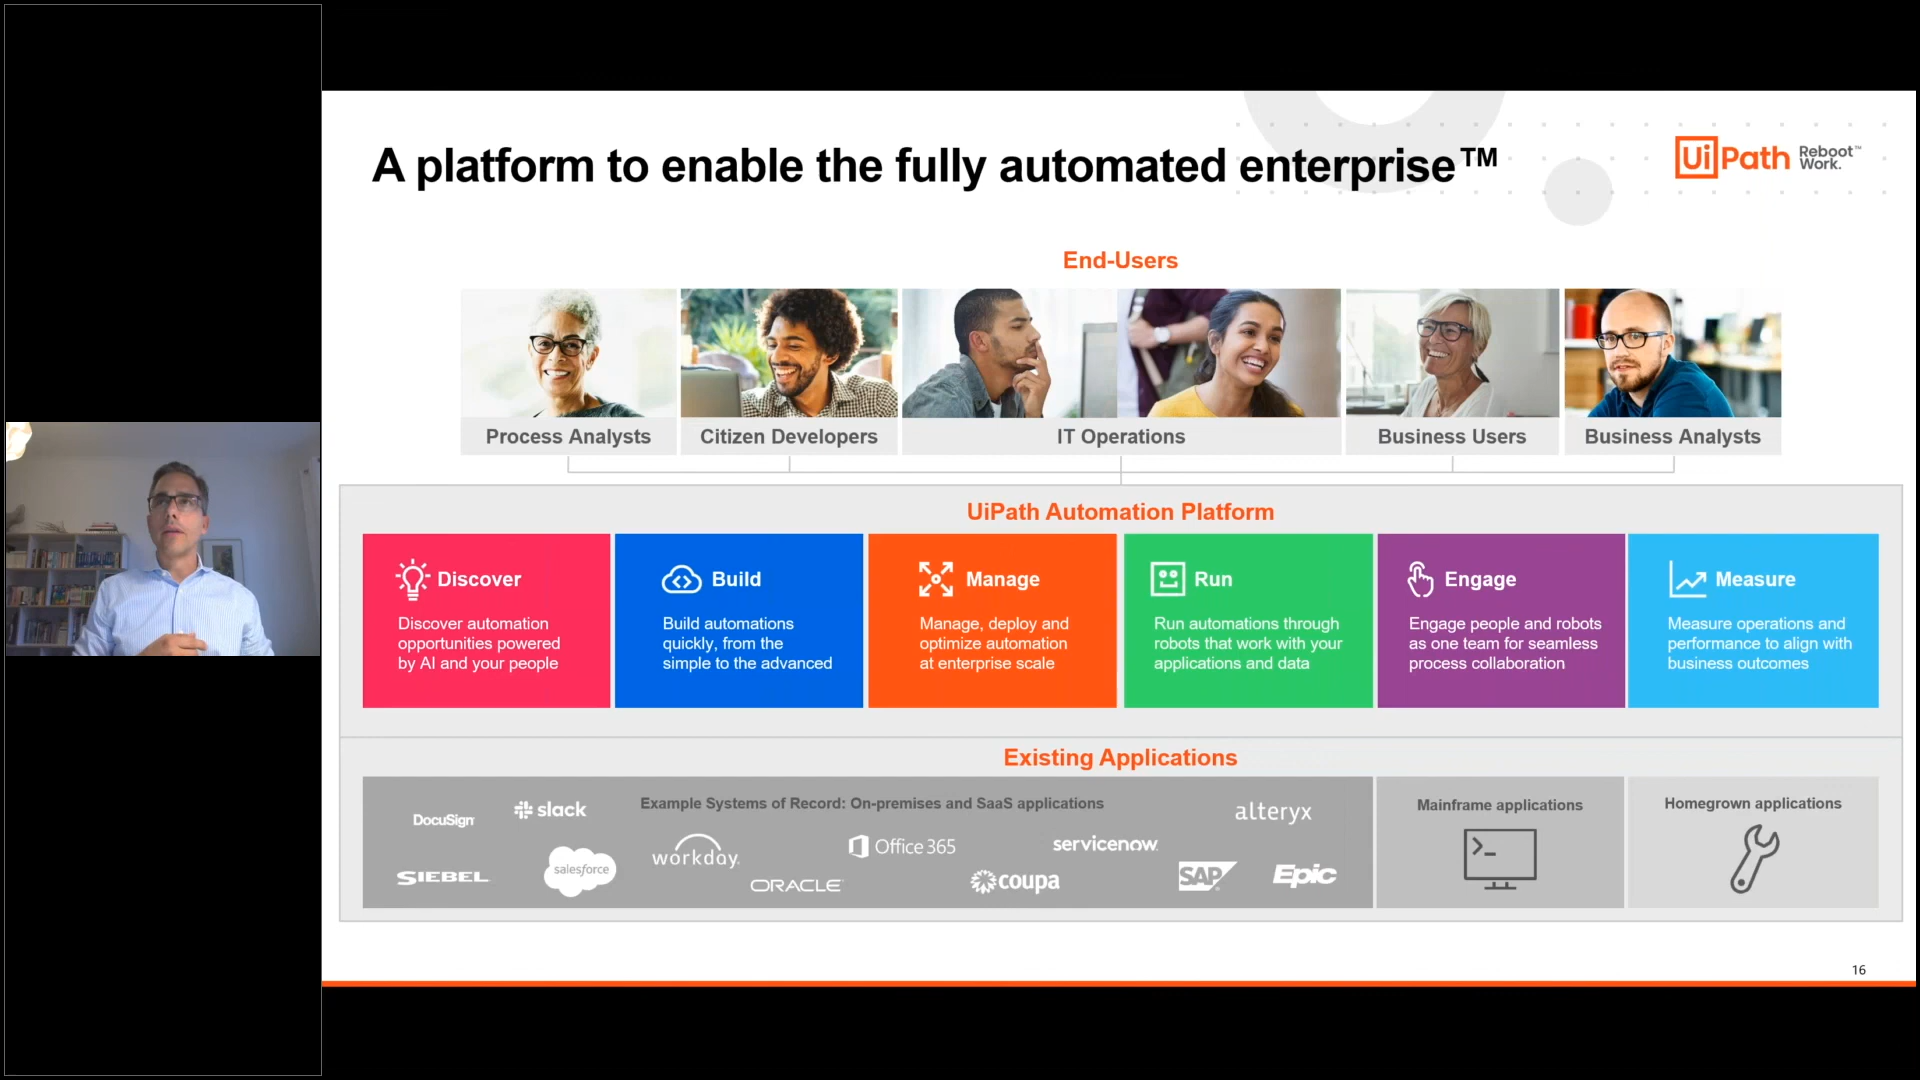 A platform to enable the fully automated enterprise™
UiPath Reboot™
Work.
End-Users
Process Analysts
Citizen Developers
IT Operations
Business Users
Business Analysts
UiPath Automation Platform
Discover
Discover automation
opportunities powered
by AI and your people
Build
Build automations
quickly, from the
simple to the advanced
Manage
Manage, deploy and
optimize automation
at enterprise scale
Run
Run automations through
robots that work with your
applications and data
Engage
Engage people and robots
as one team for seamless
process collaboration
Measure
Measure operations and
performance to align with
business outcomes
Existing Applications
Example Systems of Record: On-premises and SaaS applications
DocuSign
slack
alteryx
workday.
Office 365
servicenow.
SIEBEL
salesforce
ORACLE
coupa
SAP
Epic
Mainframe applications
Homegrown applications
16